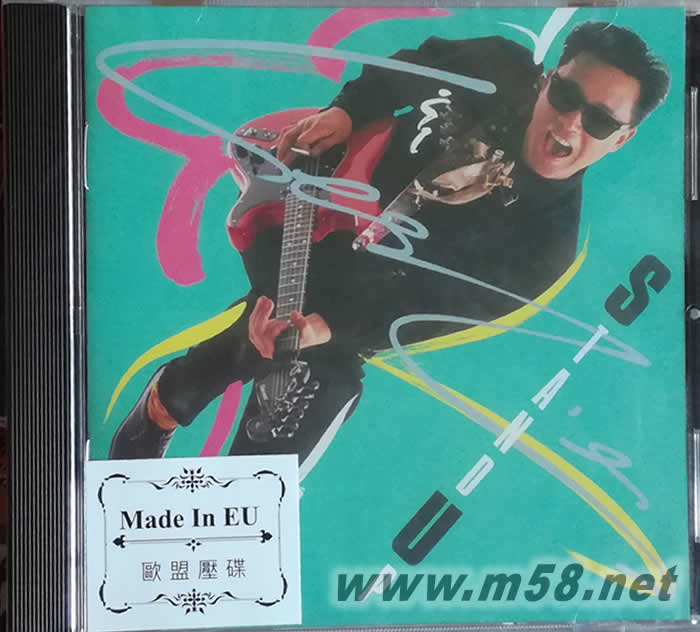 STAND
UP
Made In EU
歐盟壓碟
www.m58.net